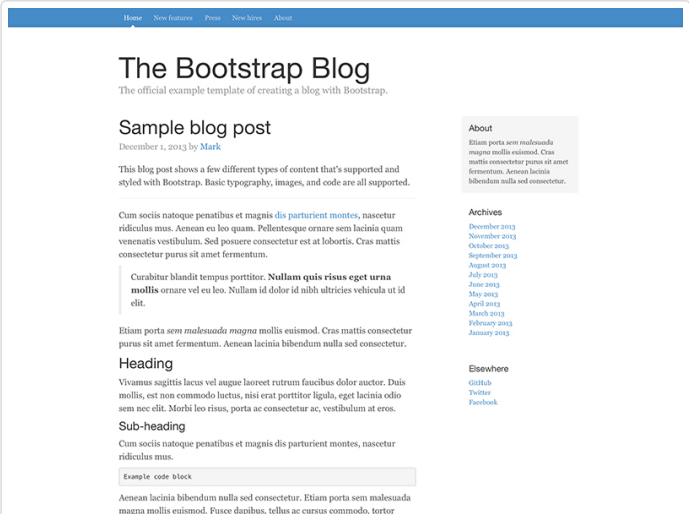 Home New features Press New hires About
The Bootstrap Blog
The official example template of creating a blog with Bootstrap.
Sample blog post
December 1, 2013 by Mark
This blog post shows a few different types of content that's supported and
styled with Bootstrap. Basic typography, images, and code are all supported.
Cum sociis natoque penatibus et magnis dis parturient montes, nascetur
ridiculus mus. Aenean eu leo quam. Pellentesque ornare sem lacinia quam
venenatis vestibulum. Sed posuere consectetur est at lobortis. Cras mattis
consectetur purus sit amet fermentum.
Curabitur blandit tempus porttitor. Nullam quis risus eget urna
mollis ornare vel eu leo. Nullam id dolor id nibh ultricies vehicula ut id
elit.
Etiam porta sem malesuada magna mollis euismod. Cras mattis consectetur
purus sit amet fermentum. Aenean lacinia bibendum nulla sed consectetur.
Heading
Vivamus sagittis lacus vel augue laoreet rutrum faucibus dolor auctor. Duis
mollis, est non commodo luctus, nisi erat porttitor ligula, eget lacinia odio
sem nec elit. Morbi leo risus, porta ac consectetur ac, vestibulum at eros.
Sub-heading
Cum sociis natoque penatibus et magnis dis parturient montes, nascetur
ridiculus mus.
Example code block
Aenean lacinia bibendum nulla sed consectetur. Etiam porta sem malesuada
magna mollis euismod. Fusce dapibus, tellus ac cursus commodo, tortor
About
Etiam porta sem malesuada
magna mollis euismod. Cras
mattis consectetur purus sit amet
fermentum. Aenean lacinia
bibendum nulla sed consectetur.
Archives
December 2013
November 2013
October 2013
September 2013
August 2013
July 2013
June 2013
May 2013
April 2013
March 2013
February 2013
January 2013
Elsewhere
GitHub
Twitter
Facebook